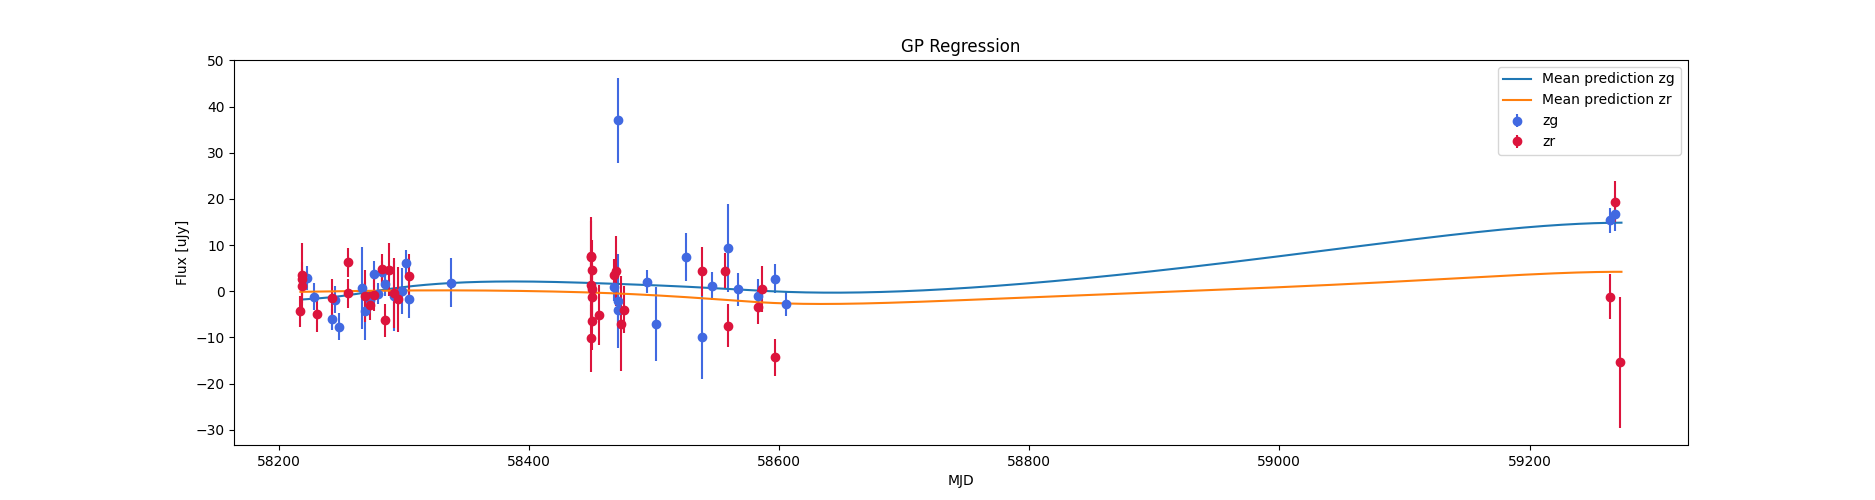 GP Regression
Flux [uJy]
50
40
30
20
10
0
−10
−20
−30
58200
58400
58600
58800
59000
59200
MJD
Mean prediction zg
Mean prediction zr
zg
zr